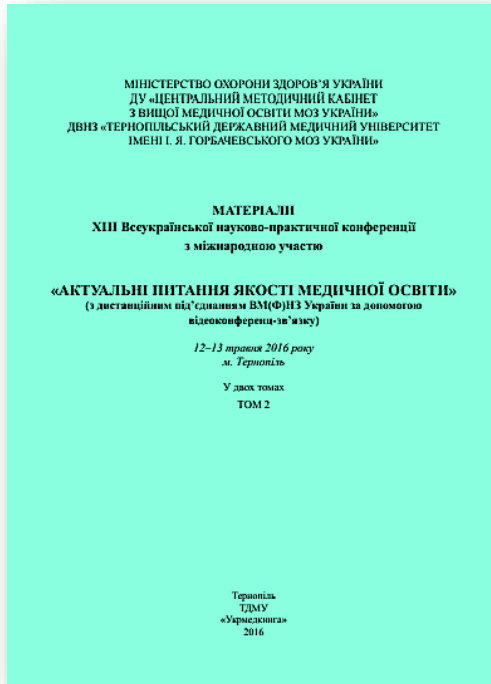 МІНІСТЕРСТВО ОХОРОНИ ЗДОРОВ’Я УКРАЇНИ
ДУ «ЦЕНТРАЛЬНИЙ МЕТОДИЧНИЙ КАБІНЕТ
З ВИЩОЇ МЕДИЧНОЇ ОСВІТИ МОЗ УКРАЇНИ»
ДВНЗ «ТЕРНОПІЛЬСЬКИЙ ДЕРЖАВНИЙ МЕДИЧНИЙ УНІВЕРСИТЕТ
ІМЕНІ І. Я. ГОРБАЧЕВСЬКОГО МОЗ УКРАЇНИ»
МАТЕРІАЛИ
XIII Всеукраїнської науково-практичної конференції
з міжнародною участю
«АКТУАЛЬНІ ПИТАННЯ ЯКОСТІ МЕДИЧНОЇ ОСВІТИ»
(з дистанційним під’єднанням ВМ(Ф)НЗ України за допомогою
відеоконференц-зв’язку)
12–13 травня 2016 року
м. Тернопіль
У двох томах
ТОМ 2
Тернопіль
ТДМУ
«Укрмедкнига»
2016